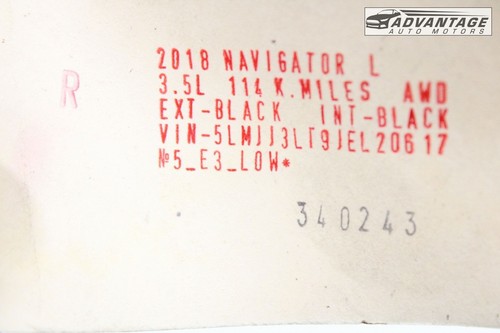 ADVANTAGE
AUTO MOTORS
2018 NAVIGATOR L
R
3.5L 114 K.MILES AWD
EXT-BLACK INT-BLACK
VIN-5LMJJ3LT9JEL20617
№5_E3_LOW*
340243